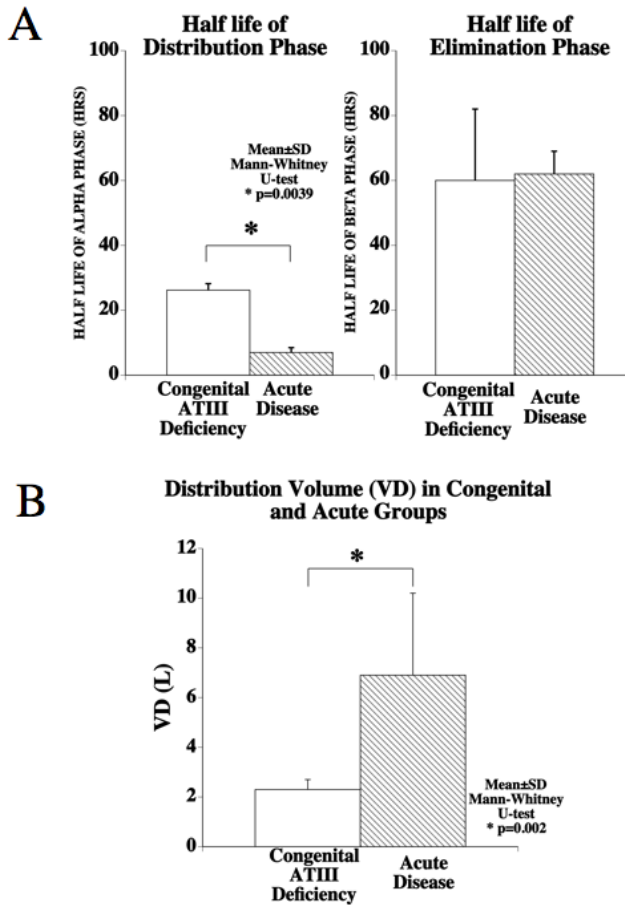 A
Half life of
Distribution Phase
HALF LIFE OF ALPHA PHASE (HRS)
100
80
60
40
20
0
Mean±SD
Mann-Whitney
U-test
* p=0.0039
*
Congenital
ATIII
Deficiency
Acute
Disease
Half life of
Elimination Phase
HALF LIFE OF BETA PHASE (HRS)
100
80
60
40
20
0
Congenital
ATIII
Deficiency
Acute
Disease
B
Distribution Volume (VD) in Congenital
and Acute Groups
VD (L)
12
10
8
6
4
2
0
*
Mean±SD
Mann-Whitney
U-test
* p=0.002
Congenital
ATIII
Deficiency
Acute
Disease